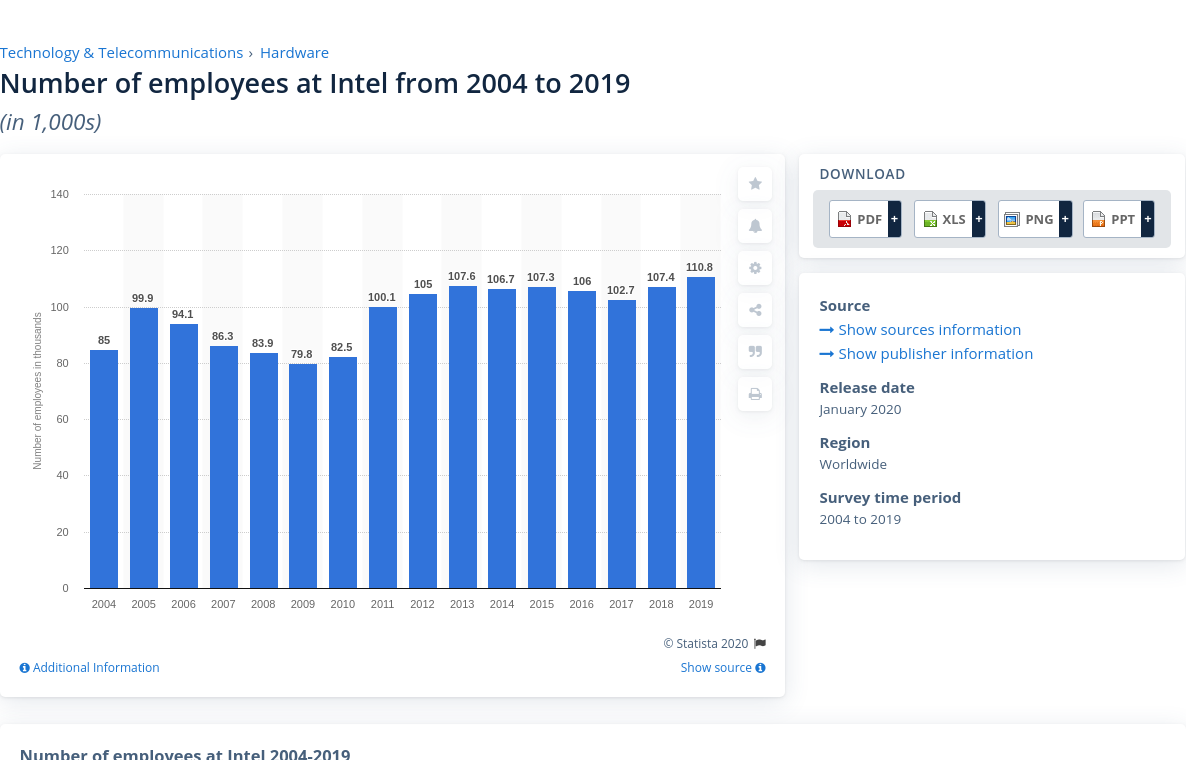 Technology & Telecommunications › Hardware
Number of employees at Intel from 2004 to 2019
(in 1,000s)
140
120
100
80
60
40
20
0
Number of employees in thousands
85
99.9
94.1
86.3
83.9
79.8
82.5
100.1
105
107.6
106.7
107.3
106
102.7
107.4
110.8
2004 2005 2006 2007 2008 2009 2010 2011 2012 2013 2014 2015 2016 2017 2018 2019
© Statista 2020
Additional Information
Show source
DOWNLOAD
PDF + XLS + PNG + PPT +
Source
Show sources information
Show publisher information
Release date
January 2020
Region
Worldwide
Survey time period
2004 to 2019
Number of employees at Intel 2004-2019